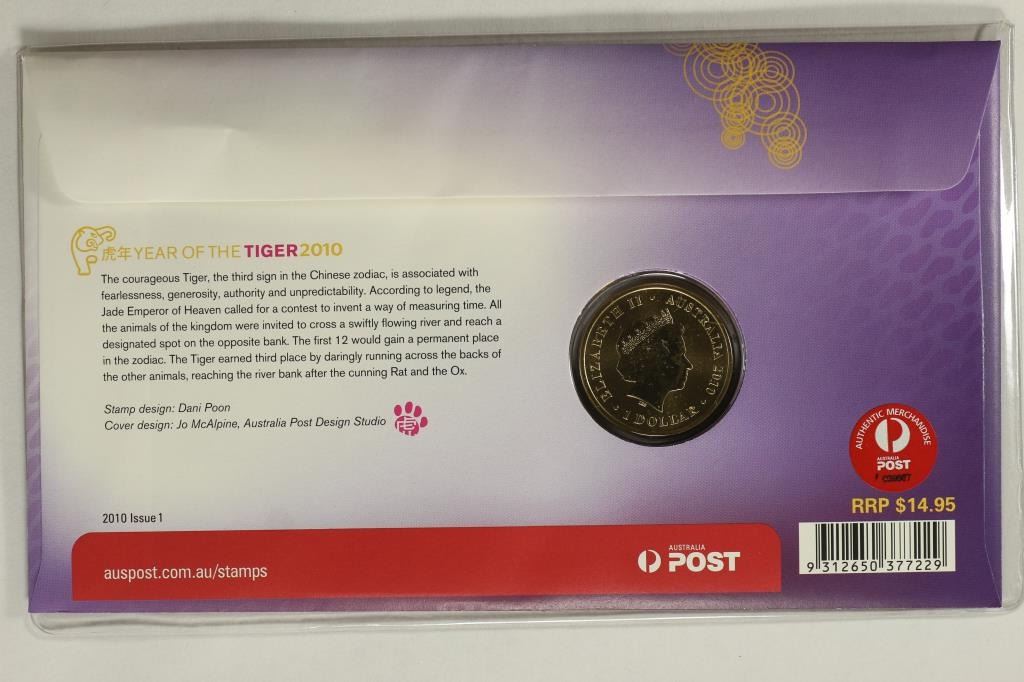 虎年 YEAR OF THE TIGER 2010
The courageous Tiger, the third sign in the Chinese zodiac, is associated with
fearlessness, generosity, authority and unpredictability. According to legend, the
Jade Emperor of Heaven called for a contest to invent a way of measuring time. All
the animals of the kingdom were invited to cross a swiftly flowing river and reach a
designated spot on the opposite bank. The first 12 would gain a permanent place
in the zodiac. The Tiger earned third place by daringly running across the backs of
the other animals, reaching the river bank after the cunning Rat and the Ox.
Stamp design: Dani Poon
Cover design: Jo McAlpine, Australia Post Design Studio
2010 Issue 1
auspost.com.au/stamps
AUSTRALIA
POST
ELIZABETH II · AUSTRALIA 2010 ·
1 DOLLAR
AUTHENTIC MERCHANDISE
AUSTRALIA
POST
RRP $14.95
9 312650 377229